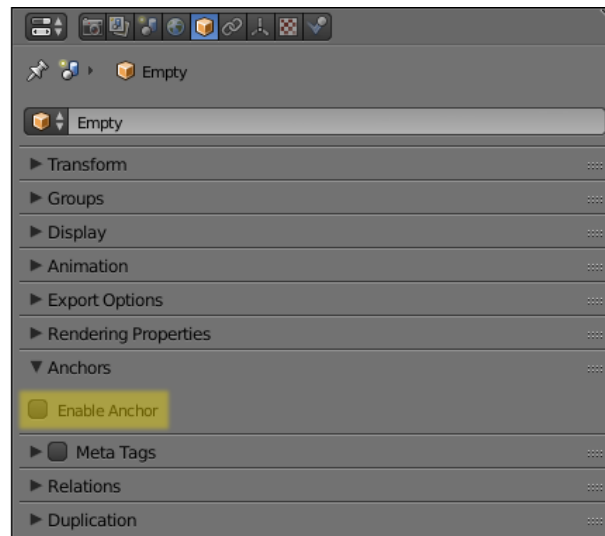 Empty
Empty
Transform
Groups
Display
Animation
Export Options
Rendering Properties
Anchors
Enable Anchor
Meta Tags
Relations
Duplication